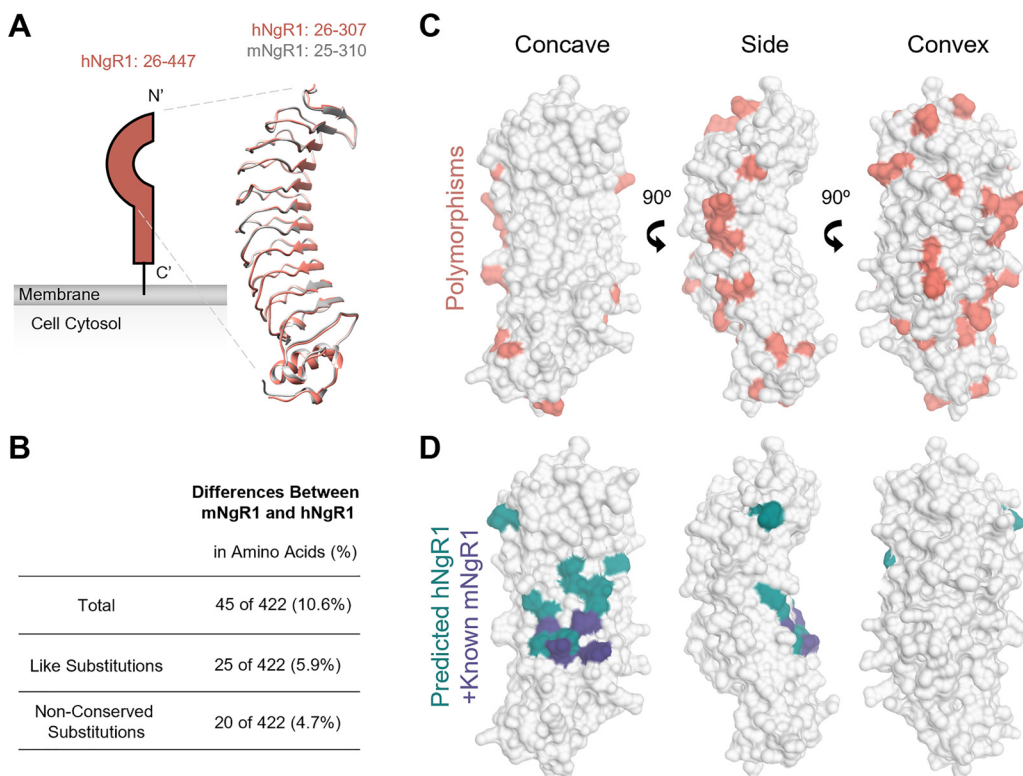 A
hNgR1: 26-307
mNgR1: 25-310
hNgR1: 26-447
N’
C’
Membrane
Cell Cytosol
B
Differences Between
mNgR1 and hNgR1
in Amino Acids (%)
Total
45 of 422 (10.6%)
Like Substitutions
25 of 422 (5.9%)
Non-Conserved
Substitutions
20 of 422 (4.7%)
C
Concave
Side
Convex
Polymorphisms
90º
90º
D
Predicted hNgR1
+Known mNgR1